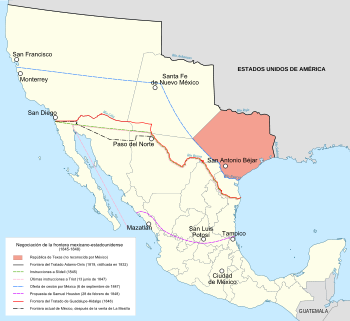 San Francisco
Monterrey
Santa Fe
de Nuevo México
ESTADOS UNIDOS DE AMÉRICA
San Diego
Paso del Norte
San Antonio Béjar
Mazatlán
San Luis
Potosí
Tampico
Ciudad
de México
GUATEMALA
Negociación de la frontera mexicano-estadounidense
(1845-1848)
República de Texas (no reconocida por México)
Frontera del Tratado Adams-Onís (1819, ratificada en 1832)
Instrucciones a Slidell (1845)
Últimas instrucciones a Trist (15 junio de 1847)
Oferta de cesión por México (6 de septiembre de 1847)
Propuesta de Samuel Houston (28 de febrero de 1848)
Frontera del Tratado de Guadalupe-Hidalgo (1848)
Frontera actual de México, después de la venta de La Mesilla